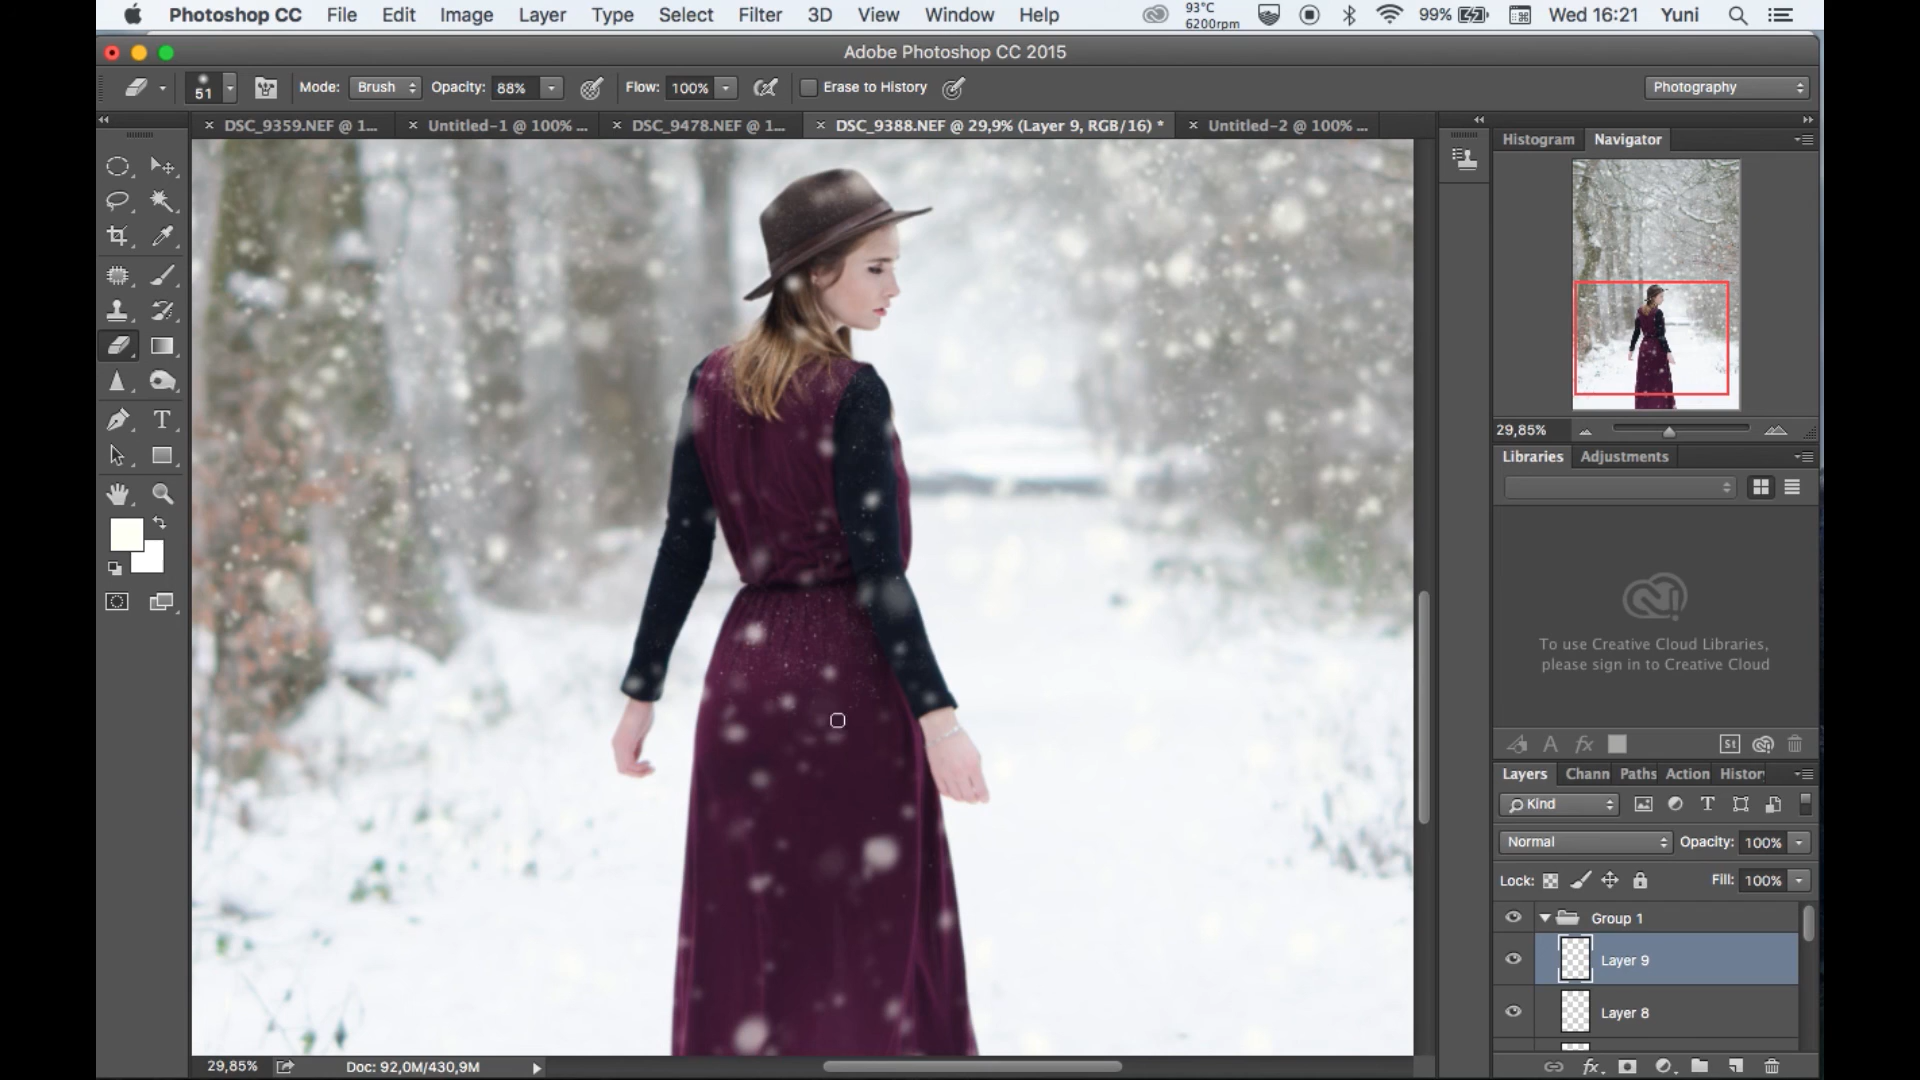 Photoshop CC File Edit Image Layer Type Select Filter 3D View Window Help 93°C 6200rpm 99% Wed 16:21 Yuni
Adobe Photoshop CC 2015
51 Mode: Brush Opacity: 88% Flow: 100% Erase to History Photography
DSC_9359.NEF @ 1... Untitled-1 @ 100% ... DSC_9478.NEF @ 1... DSC_9388.NEF @ 29,9% (Layer 9, RGB/16) * Untitled-2 @ 100% ...
Histogram Navigator
29,85%
Libraries Adjustments
To use Creative Cloud Libraries,
please sign in to Creative Cloud
St
Layers Chann Paths Action Histor
Kind
Normal Opacity: 100%
Lock: Fill: 100%
Group 1
Layer 9
Layer 8
29,85% Doc: 92,0M/430,9M
fx